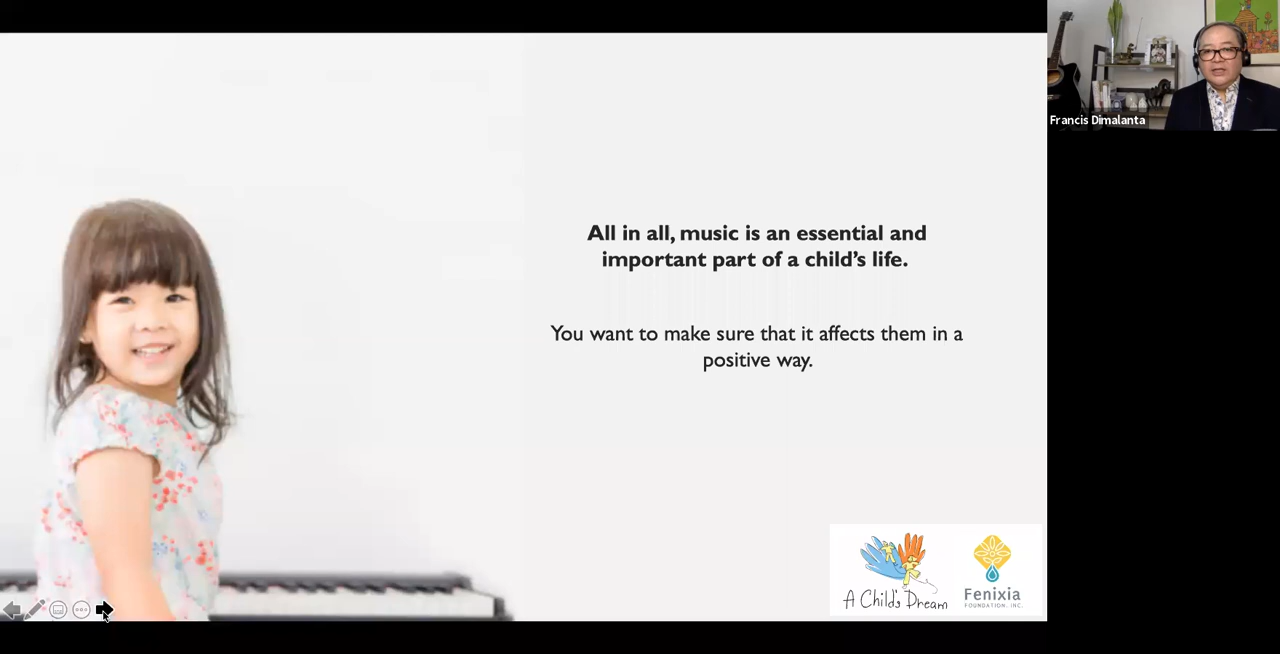 Francis Dimalanta
All in all, music is an essential and
important part of a child's life.
You want to make sure that it affects them in a
positive way.
A Child's Dream
Fenixia
FOUNDATION, INC.